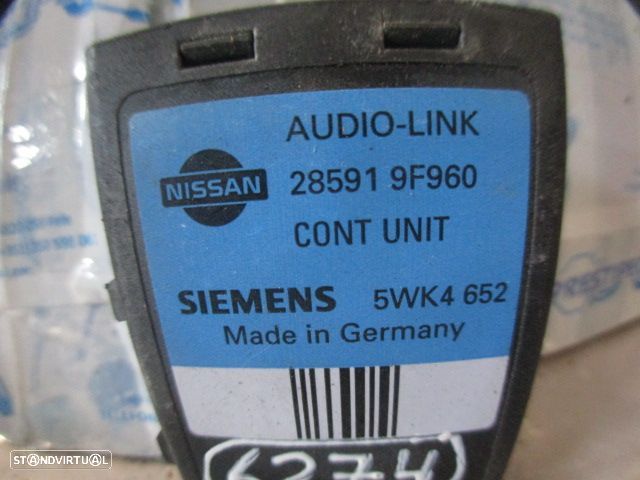 AUDIO-LINK
NISSAN
28591 9F960
CONT UNIT
SIEMENS 5WK4 652
Made in Germany
6274
STANDVIRTUAL